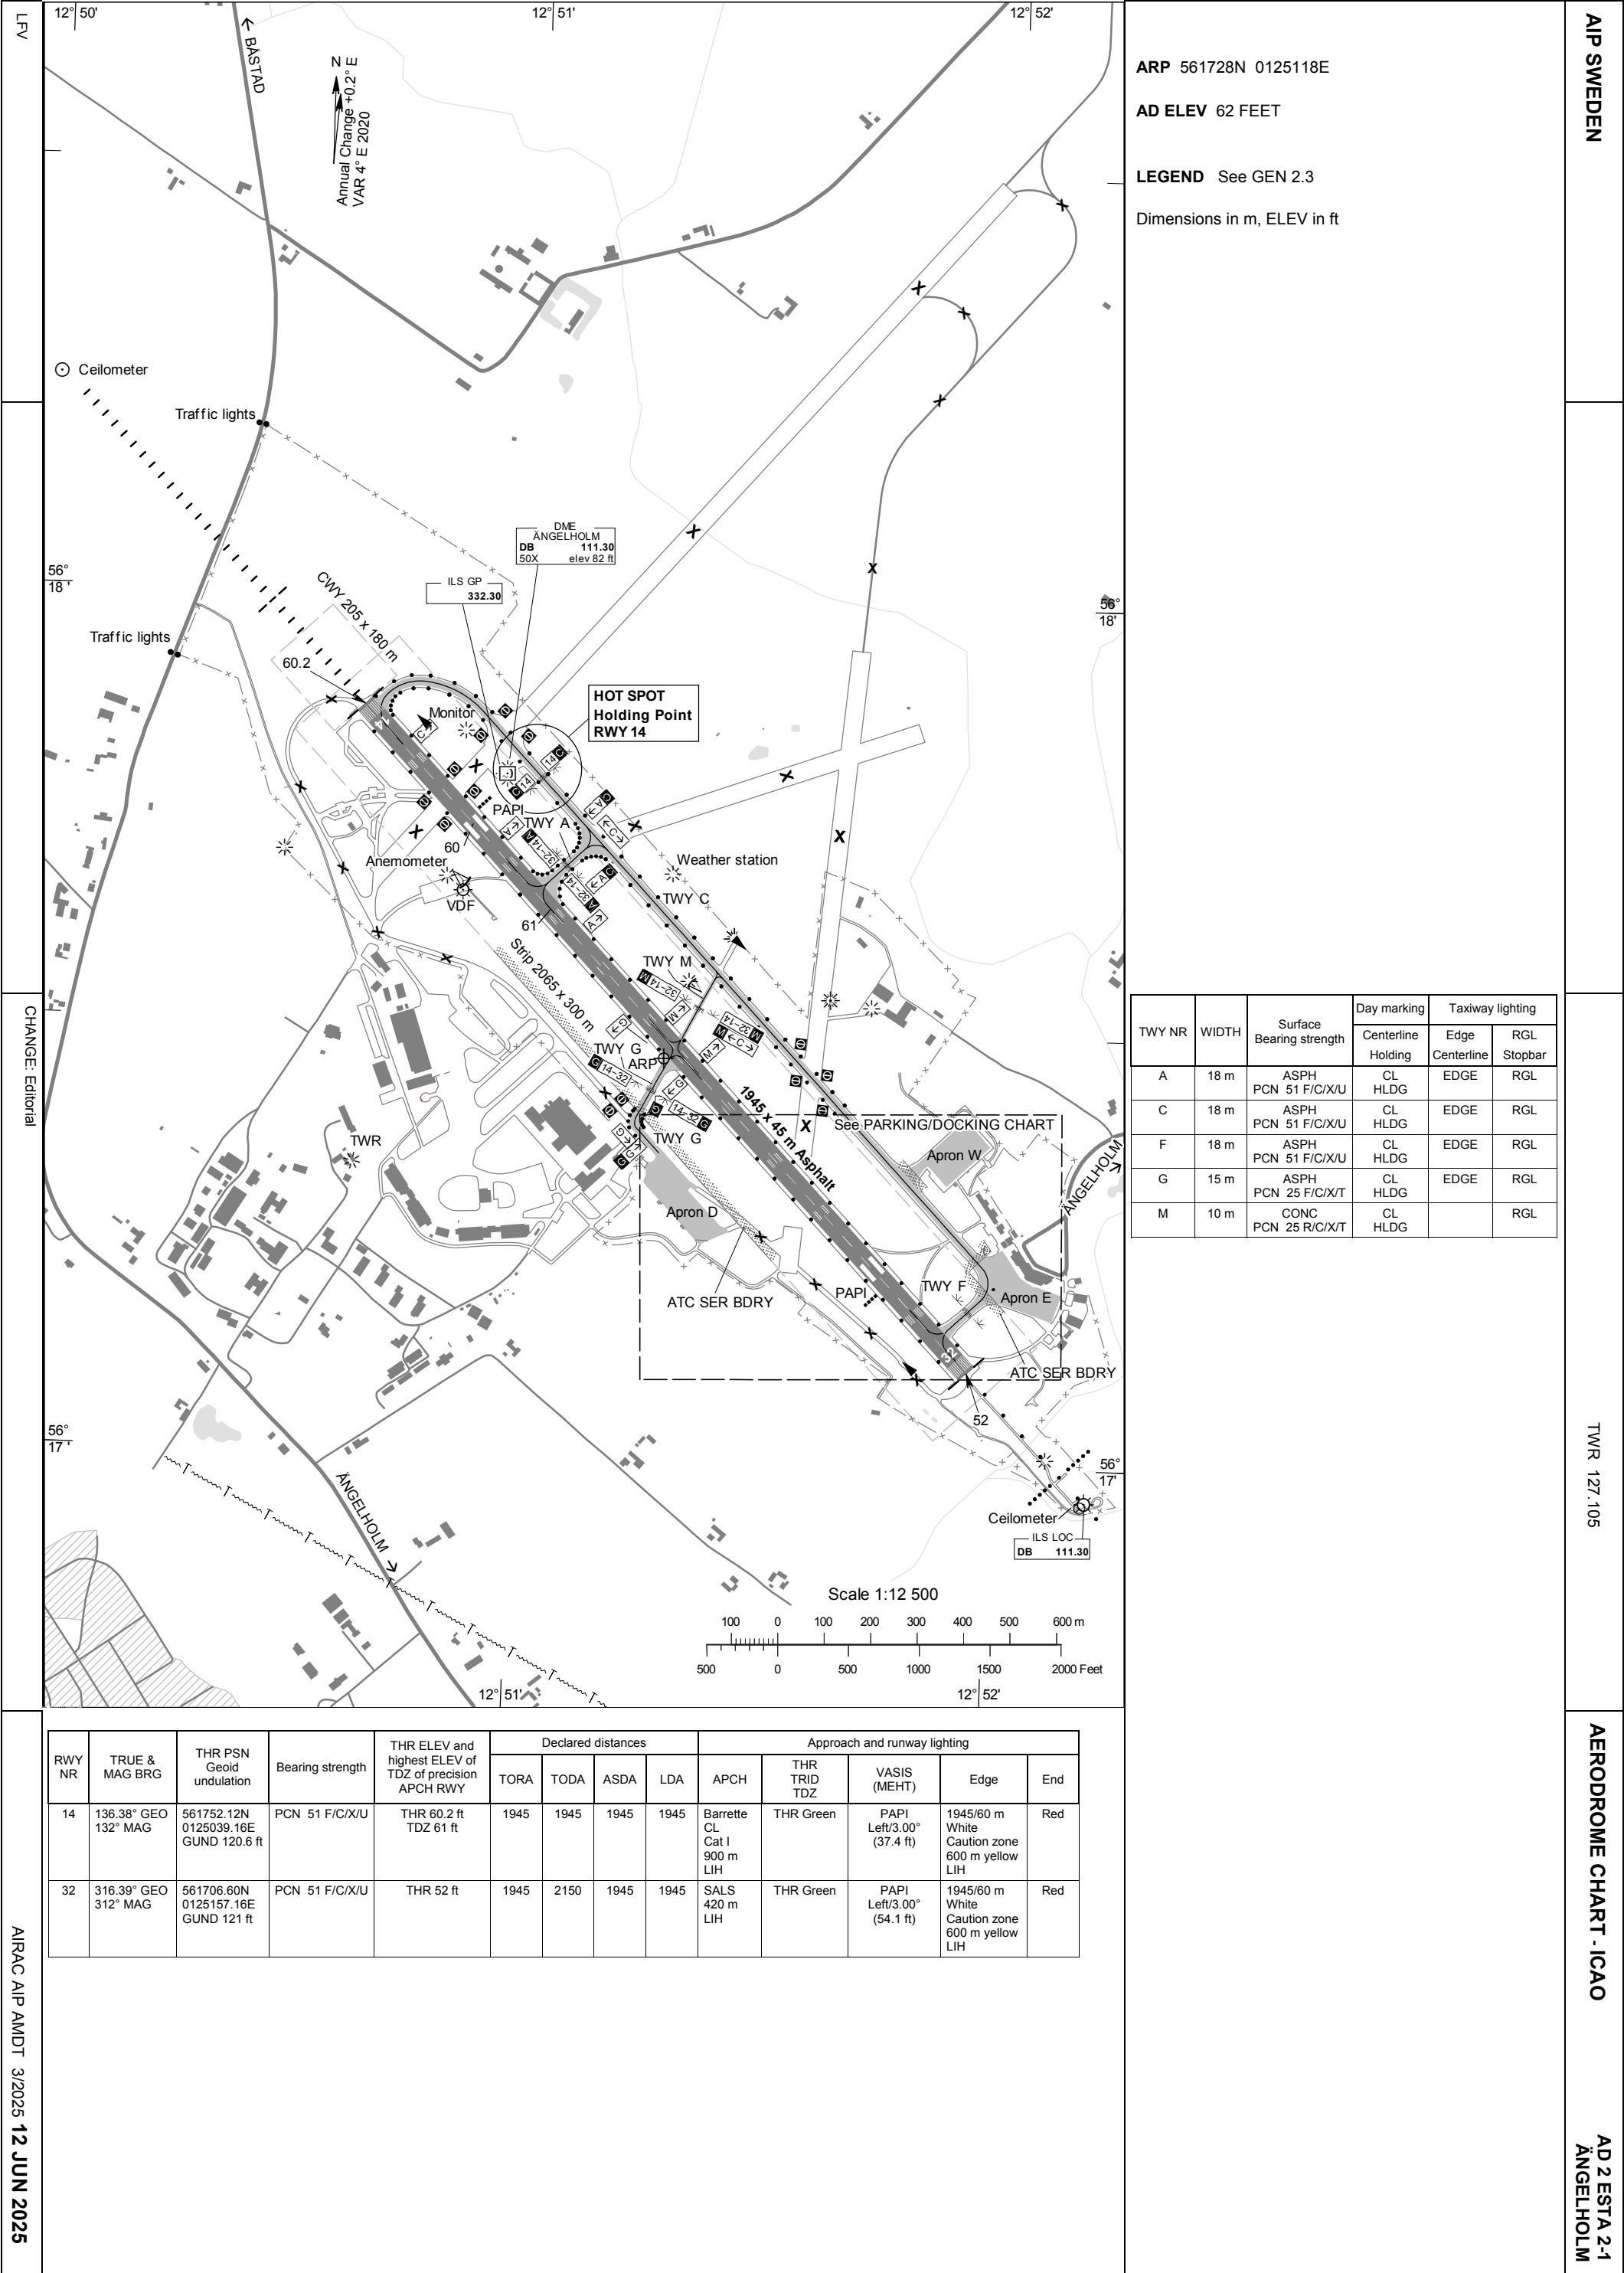 AIP SWEDEN
TWR 127.105
AERODROME CHART - ICAO
AD 2 ESTA 2-1
ÄNGELHOLM
LFV
CHANGE: Editorial
AIRAC AIP AMDT 3/2025 12 JUN 2025
ARP 561728N 0125118E
AD ELEV 62 FEET
LEGEND See GEN 2.3
Dimensions in m, ELEV in ft
12° 50'
12° 51'
12° 52'
← BÅSTAD
N
Annual Change +0.2° E
VAR 4° E 2020
Ceilometer
Traffic lights
DME
ÄNGELHOLM
DB 111.30
50X elev 82 ft
ILS GP
332.30
56°
18'
56°
18'
CWY 205 x 180 m
Traffic lights
60.2
HOT SPOT
Holding Point
RWY 14
Monitor
C→
14 C
C 14
PAPI
TWY A
60
Anemometer
VDF
61
Weather station
TWY C
Strip 2065 x 300 m
TWY M
M 32-14
←M
32-14 M
←C→
M→
G→
TWY G
ARP
G 14-32
←G
14-32 G
TWY G
1945 x 45 m Asphalt
See PARKING/DOCKING CHART
Apron W
ÄNGELHOLM →
TWR
Apron D
ATC SER BDRY
PAPI
TWY F
Apron E
32
ATC SER BDRY
52
56°
17'
56°
17'
ÄNGELHOLM →
Ceilometer
ILS LOC
DB 111.30
Scale 1:12 500
100 0 100 200 300 400 500 600 m
500 0 500 1000 1500 2000 Feet
12° 51'
12° 52'
TWY NR
WIDTH
Surface
Bearing strength
Day marking
Taxiway lighting
Centerline
Holding
Edge
Centerline
RGL
Stopbar
A 18 m ASPH CL EDGE RGL
PCN 51 F/C/X/U HLDG
C 18 m ASPH CL EDGE RGL
PCN 51 F/C/X/U HLDG
F 18 m ASPH CL EDGE RGL
PCN 51 F/C/X/U HLDG
G 15 m ASPH CL EDGE RGL
PCN 25 F/C/X/T HLDG
M 10 m CONC CL RGL
PCN 25 R/C/X/T HLDG
RWY
NR
TRUE &
MAG BRG
THR PSN
Geoid
undulation
Bearing strength
THR ELEV and
highest ELEV of
TDZ of precision
APCH RWY
Declared distances
TORA TODA ASDA LDA
Approach and runway lighting
APCH
THR
TRID
TDZ
VASIS
(MEHT)
Edge
End
14
136.38° GEO
132° MAG
561752.12N
0125039.16E
GUND 120.6 ft
PCN 51 F/C/X/U
THR 60.2 ft
TDZ 61 ft
1945 1945 1945 1945
Barrette
CL
Cat I
900 m
LIH
THR Green
PAPI
Left/3.00°
(37.4 ft)
1945/60 m
White
Caution zone
600 m yellow
LIH
Red
32
316.39° GEO
312° MAG
561706.60N
0125157.16E
GUND 121 ft
PCN 51 F/C/X/U
THR 52 ft
1945 2150 1945 1945
SALS
420 m
LIH
THR Green
PAPI
Left/3.00°
(54.1 ft)
1945/60 m
White
Caution zone
600 m yellow
LIH
Red